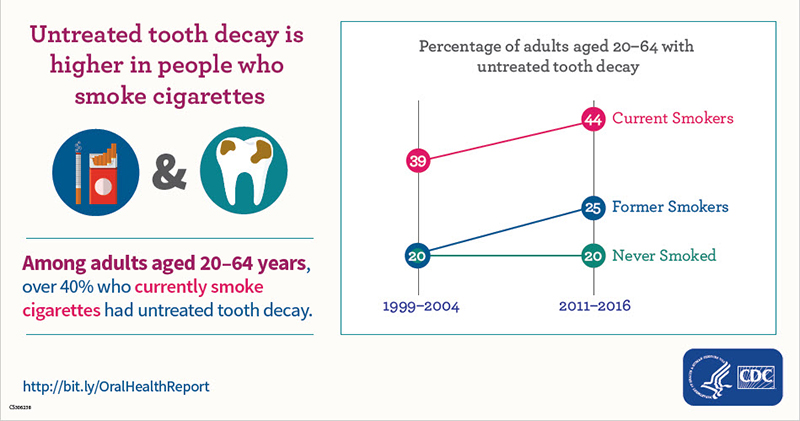 Untreated tooth decay is
higher in people who
smoke cigarettes
&
Among adults aged 20–64 years,
over 40% who currently smoke
cigarettes had untreated tooth decay.
http://bit.ly/OralHealthReport
CS306238
Percentage of adults aged 20–64 with
untreated tooth decay
44 Current Smokers
39
25 Former Smokers
20
20 Never Smoked
1999–2004
2011–2016
CDC